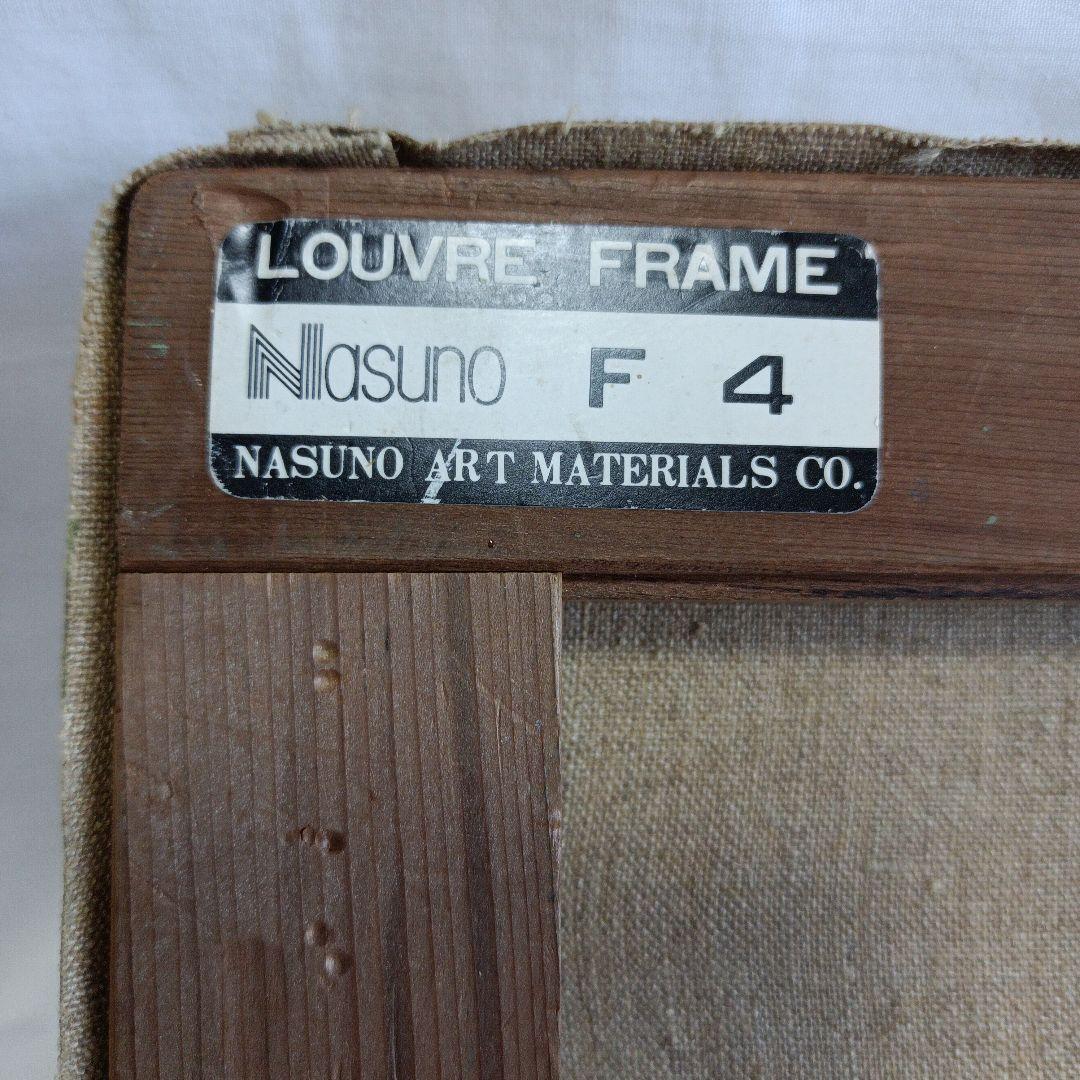 LOUVRE FRAME
Nasuno F 4
NASUNO ART MATERIALS CO.